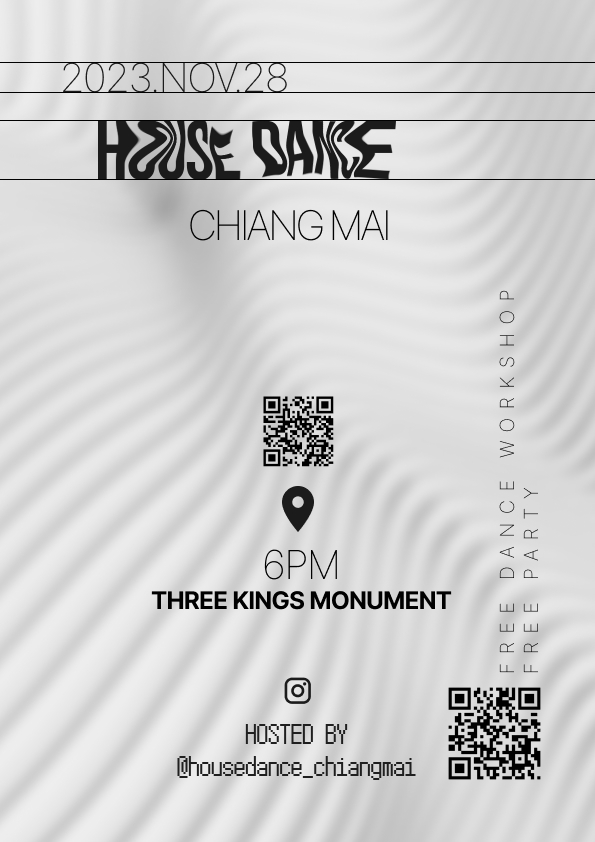 2023.NOV.28
HOUSE DANCE
CHIANG MAI
FREE DANCE WORKSHOP
FREE PARTY
6PM
THREE KINGS MONUMENT
HOSTED BY
@housedance_chiangmai